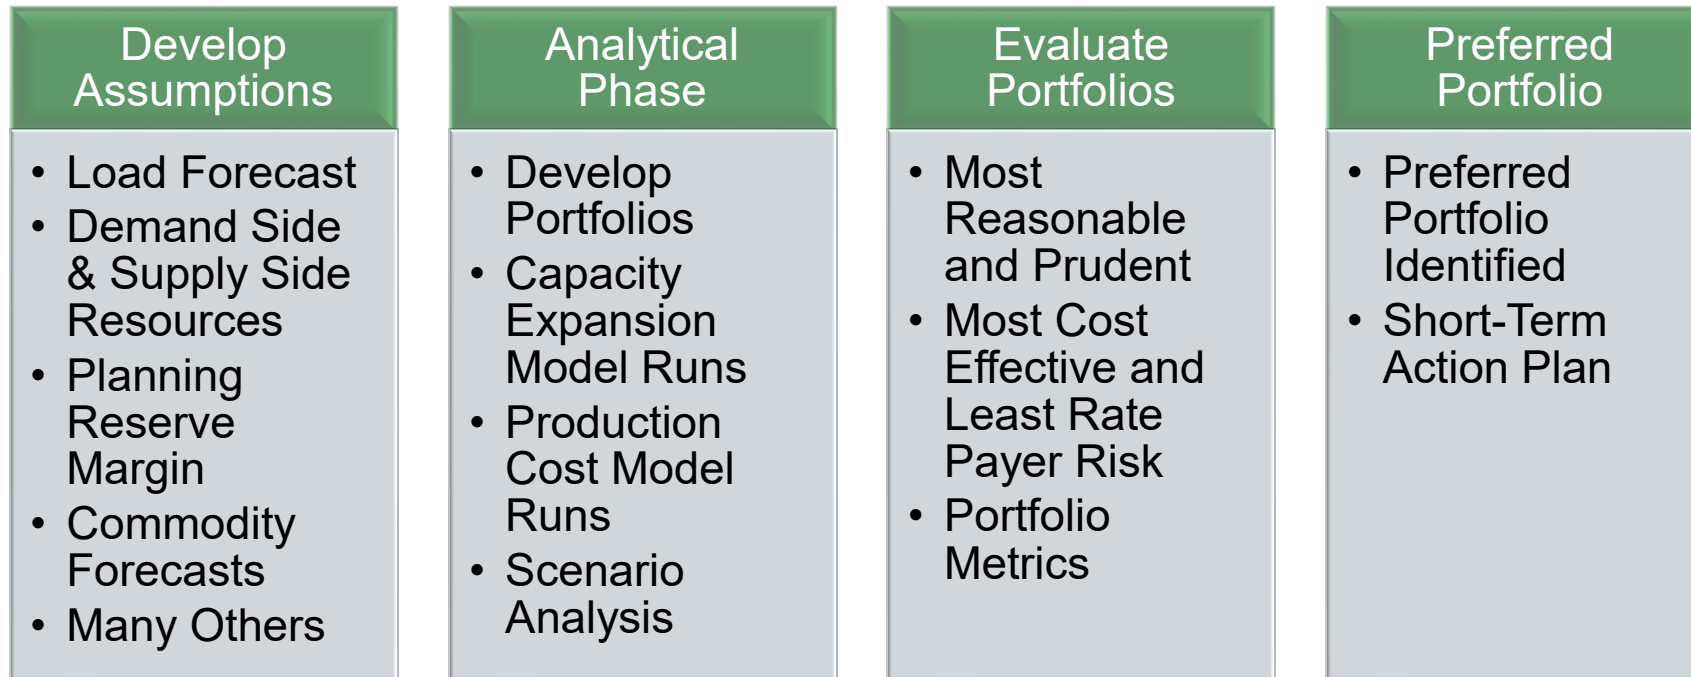 Develop
Assumptions
• Load Forecast
• Demand Side
& Supply Side
Resources
• Planning
Reserve
Margin
• Commodity
Forecasts
• Many Others
Analytical
Phase
• Develop
Portfolios
• Capacity
Expansion
Model Runs
• Production
Cost Model
Runs
• Scenario
Analysis
Evaluate
Portfolios
• Most
Reasonable
and Prudent
• Most Cost
Effective and
Least Rate
Payer Risk
• Portfolio
Metrics
Preferred
Portfolio
• Preferred
Portfolio
Identified
• Short-Term
Action Plan